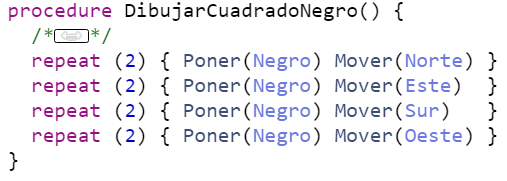 procedure DibujarCuadradoNegro() {
/**/
repeat (2) { Poner(Negro) Mover(Norte) }
repeat (2) { Poner(Negro) Mover(Este) }
repeat (2) { Poner(Negro) Mover(Sur) }
repeat (2) { Poner(Negro) Mover(Oeste) }
}